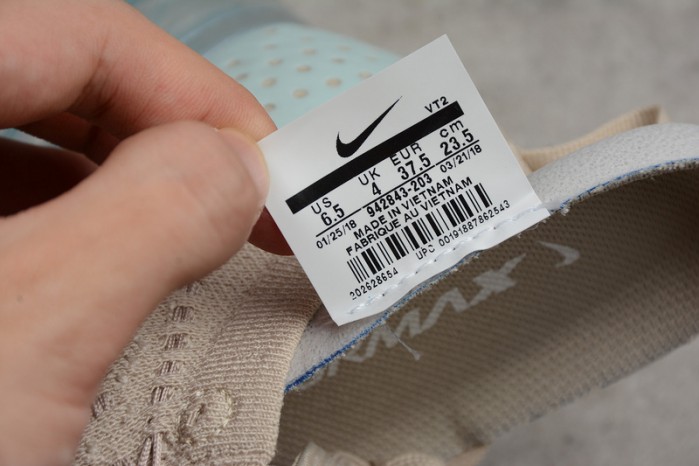 VT2
US UK EUR cm
6.5 4 37.5 23.5
01/25/18 942843-203 03/21/18
MADE IN VIETNAM
FABRIQUE AU VIETNAM
202628654 UPC 00191887862543
RMAX